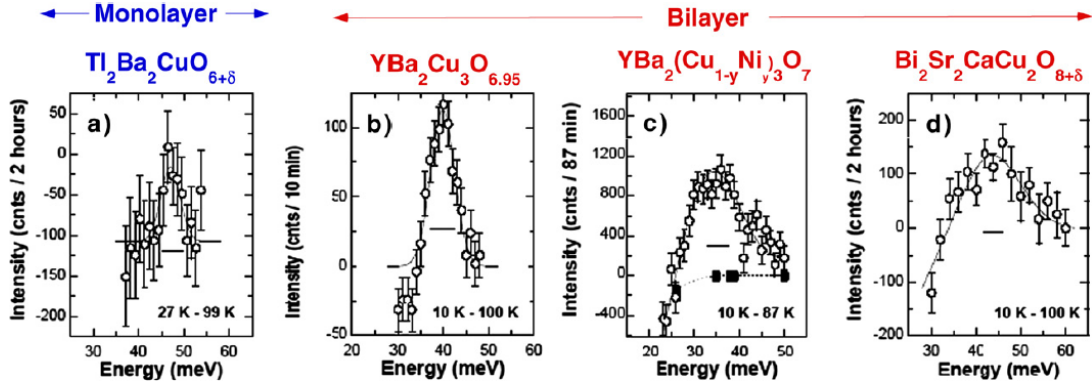 Monolayer
Bilayer
Tl2Ba2CuO6+δ
YBa2Cu3O6.95
YBa2(Cu1-yNiy)3O7
Bi2Sr2CaCu2O8+δ
a)
Intensity (cnts / 2 hours)
50
0
-50
-100
-150
-200
27 K - 99 K
30 40 50 60
Energy (meV)
b)
Intensity (cnts/ 10 min)
100
50
0
-50
10 K - 100 K
20 30 40 50 60
Energy (meV)
c)
Intensity (cnts / 87 min)
1600
1200
800
400
0
-400
10 K - 87 K
20 30 40 50
Energy (meV)
d)
Intensity (cnts / 2 hours)
200
100
0
-100
-200
10 K - 100 K
30 40 50 60
Energy (meV)